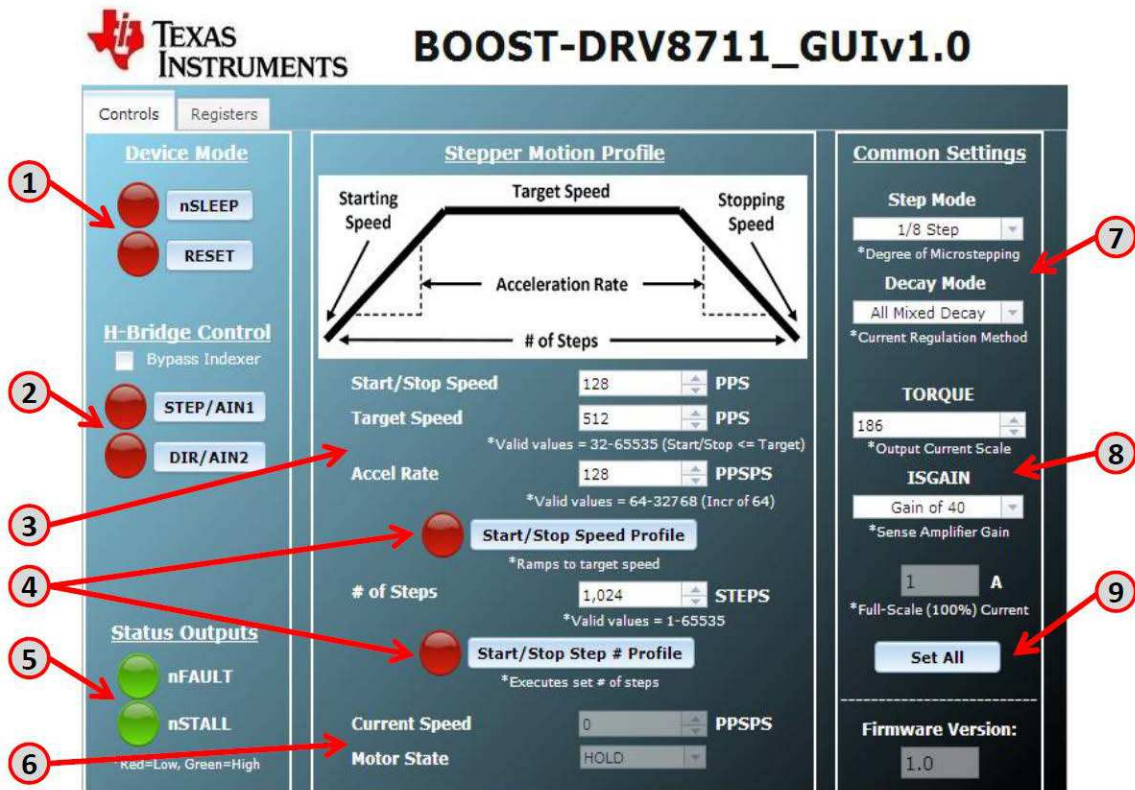 TEXAS
INSTRUMENTS
BOOST-DRV8711_GUIv1.0
Controls
Registers
Device Mode
1
nSLEEP
RESET
H-Bridge Control
Bypass Indexer
2
STEP/AIN1
DIR/AIN2
3
4
Status Outputs
5
nFAULT
nSTALL
6
*Red=Low, Green=High
Stepper Motion Profile
Starting
Speed
Target Speed
Stopping
Speed
Acceleration Rate
# of Steps
Start/Stop Speed 128 PPS
Target Speed 512 PPS
*Valid values = 32-65535 (Start/Stop <= Target)
Accel Rate 128 PPSPS
*Valid values = 64-32768 (Incr of 64)
Start/Stop Speed Profile
*Ramps to target speed
# of Steps 1,024 STEPS
*Valid values = 1-65535
Start/Stop Step # Profile
*Executes set # of steps
Current Speed 0 PPSPS
Motor State HOLD
Common Settings
Step Mode
1/8 Step
7
*Degree of Microstepping
Decay Mode
All Mixed Decay
*Current Regulation Method
TORQUE
186
*Output Current Scale
8
ISGAIN
Gain of 40
*Sense Amplifier Gain
1 A
9
*Full-Scale (100%) Current
Set All
Firmware Version:
1.0